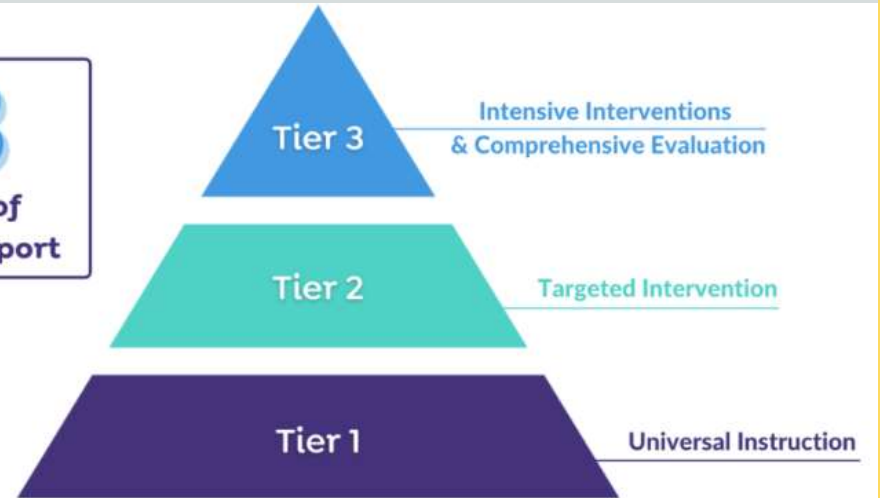 of
port
Tier 3
Intensive Interventions
& Comprehensive Evaluation
Tier 2
Targeted Intervention
Tier 1
Universal Instruction